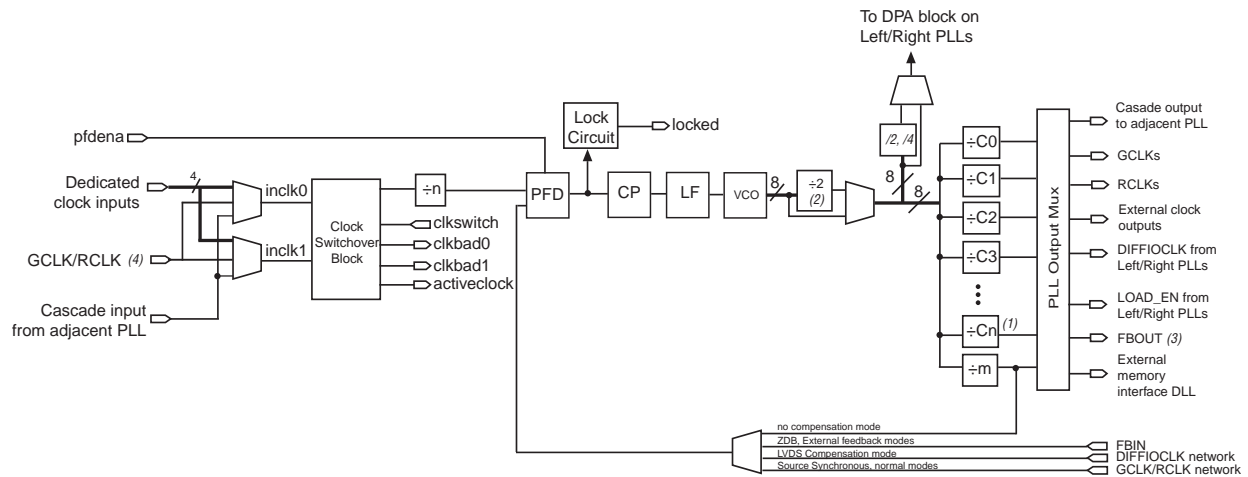 To DPA block on
Left/Right PLLs
pfdena
Lock
Circuit
locked
/2, /4
Casade output
to adjacent PLL
4
Dedicated
clock inputs
inclk0
÷n
PFD
CP
LF
VCO
8
÷2
(2)
8
8
÷C0
÷C1
÷C2
÷C3
÷Cn
(1)
÷m
PLL Output Mux
GCLKs
RCLKs
External clock
outputs
DIFFIOCLK from
Left/Right PLLs
LOAD_EN from
Left/Right PLLs
FBOUT (3)
External
memory
interface DLL
Clock
Switchover
Block
clkswitch
clkbad0
clkbad1
activeclock
inclk1
GCLK/RCLK (4)
Cascade input
from adjacent PLL
no compensation mode
ZDB, External feedback modes
LVDS Compensation mode
Source Synchronous, normal modes
FBIN
DIFFIOCLK network
GCLK/RCLK network